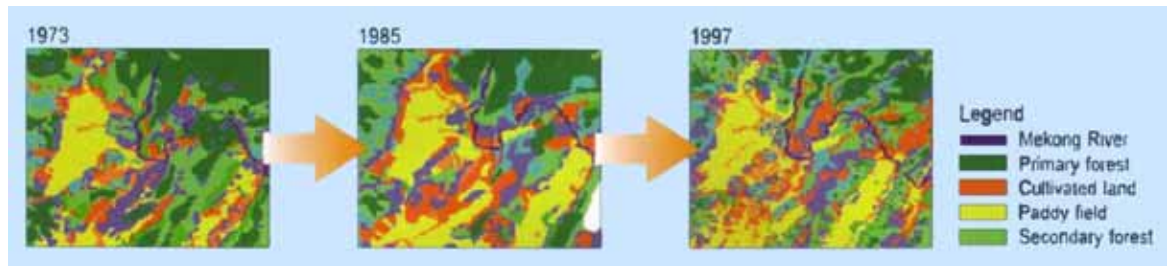 1973
1985
1997
Legend
Mekong River
Primary forest
Cultivated land
Paddy field
Secondary forest